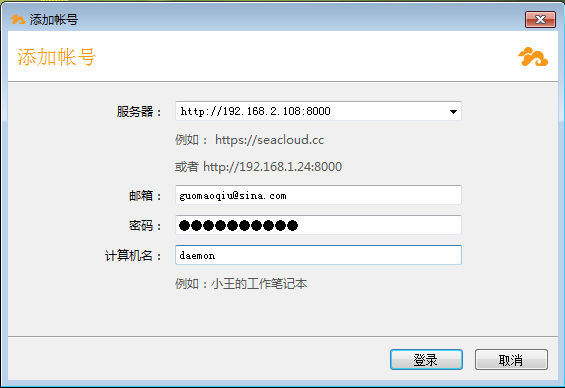 添加帐号
添加帐号
服务器： http://192.168.2.108:8000
例如： https://seacloud.cc
或者 http://192.168.1.24:8000
邮箱： guomaoqiu@sina.com
密码： ●●●●●●●●●●
计算机名： daemon
例如：小王的工作笔记本
登录 取消